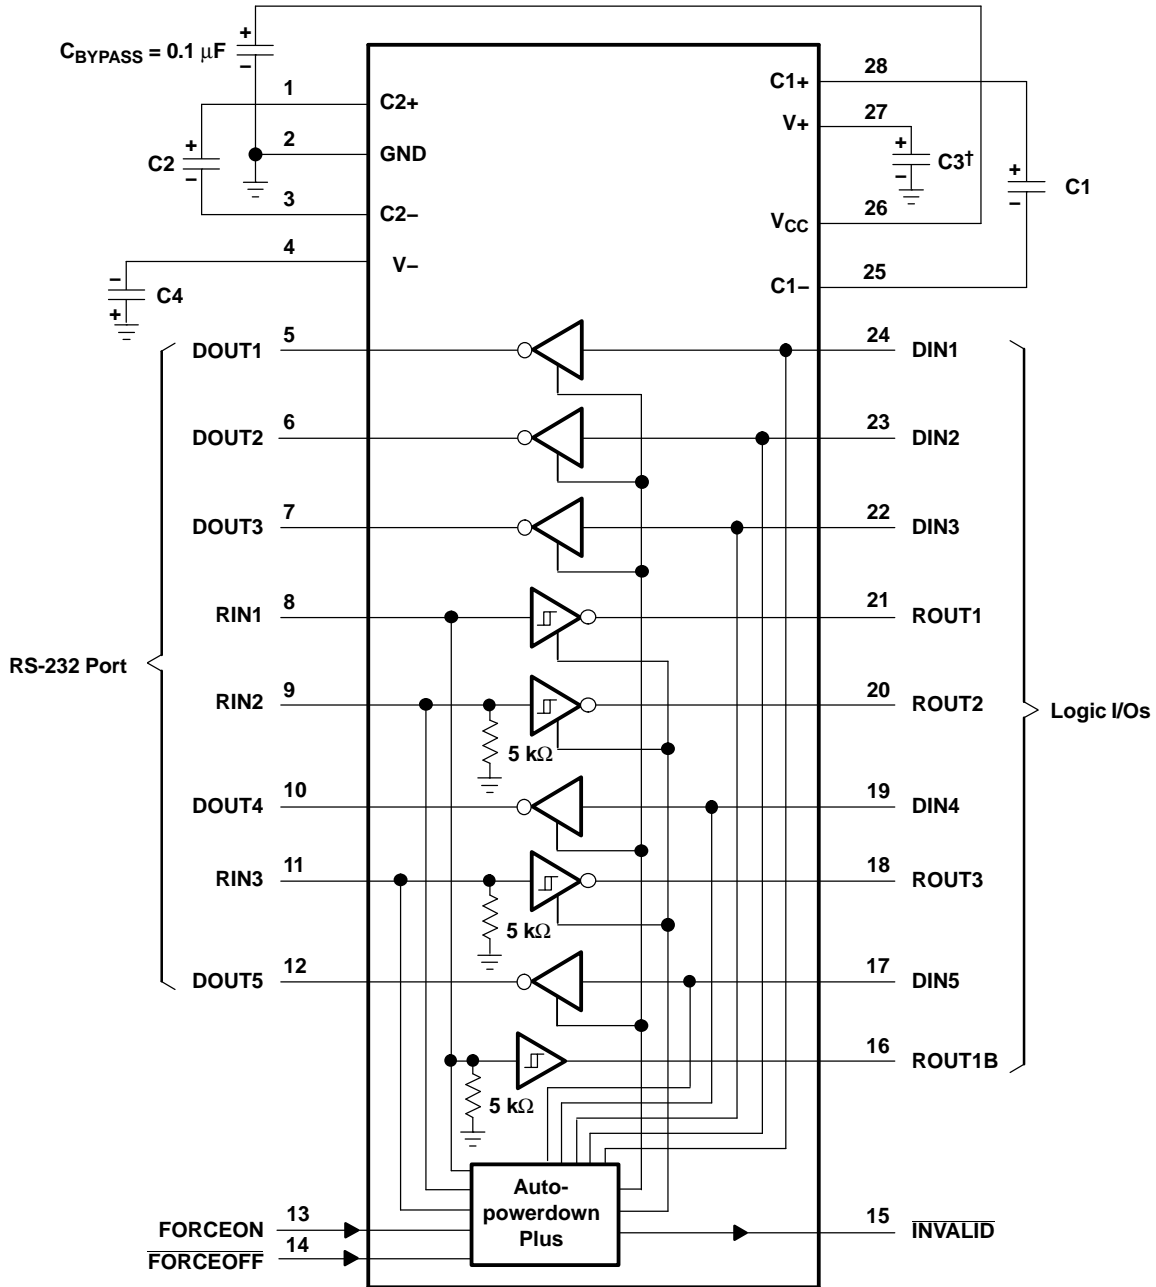 C_BYPASS = 0.1 μF
+
−
1
C2+
2
GND
C2
+
−
3
C2−
4
V−
−
+
C4
28
C1+
27
V+
+
−
C3†
+
−
C1
26
V_CC
25
C1−
DOUT1
5
24
DIN1
DOUT2
6
23
DIN2
DOUT3
7
22
DIN3
RIN1
8
21
ROUT1
RS-232 Port
RIN2
9
20
ROUT2
Logic I/Os
5 kΩ
DOUT4
10
19
DIN4
RIN3
11
18
ROUT3
5 kΩ
DOUT5
12
17
DIN5
16
ROUT1B
5 kΩ
Auto-
powerdown
Plus
FORCEON
13
15
INVALID
FORCEOFF
14